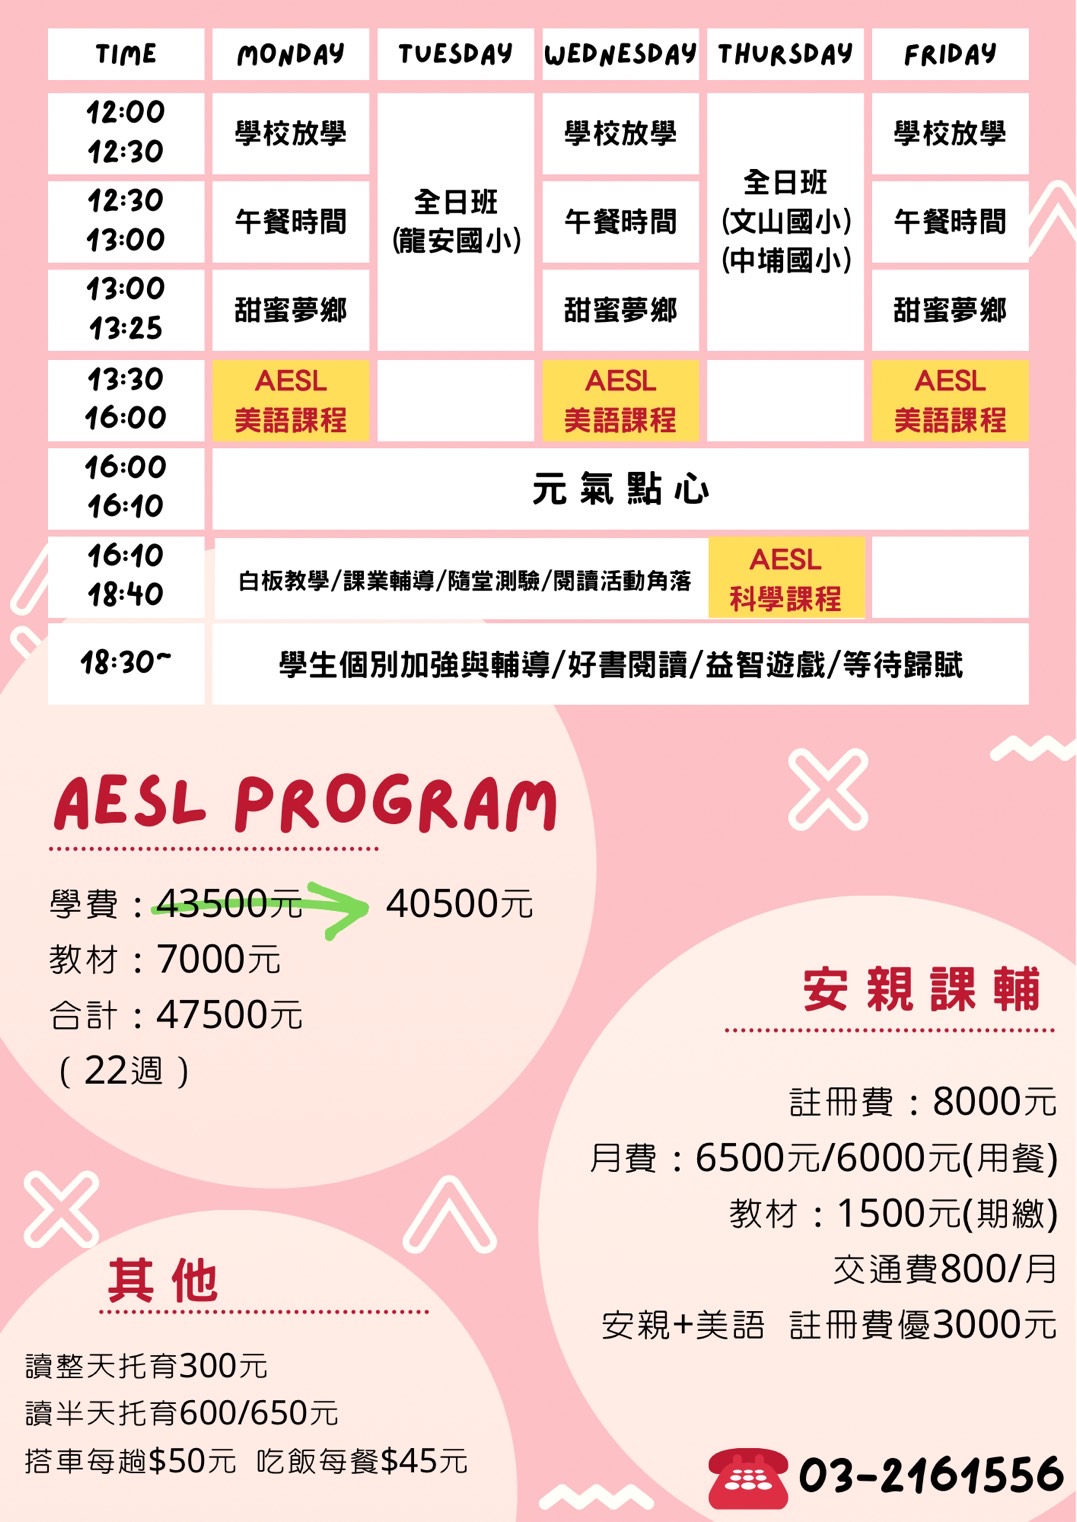 TIME MONDAY TUESDAY WEDNESDAY THURSDAY FRIDAY
12:00
12:30
學校放學
全日班
(龍安國小)
學校放學
全日班
(文山國小)
(中埔國小)
學校放學
12:30
13:00
午餐時間
午餐時間
午餐時間
13:00
13:25
甜蜜夢鄉
甜蜜夢鄉
甜蜜夢鄉
13:30
16:00
AESL
美語課程
AESL
美語課程
AESL
美語課程
16:00
16:10
元氣點心
16:10
18:40
白板教學/課業輔導/隨堂測驗/閱讀活動角落
AESL
科學課程
18:30~
學生個別加強與輔導/好書閱讀/益智遊戲/等待歸賦
AESL PROGRAM
學費：43500元 40500元
教材：7000元
合計：47500元
（22週）
安親課輔
註冊費：8000元
月費：6500元/6000元(用餐)
教材：1500元(期繳)
交通費800/月
安親+美語 註冊費優3000元
其他
讀整天托育300元
讀半天托育600/650元
搭車每趟$50元 吃飯每餐$45元
03-2161556